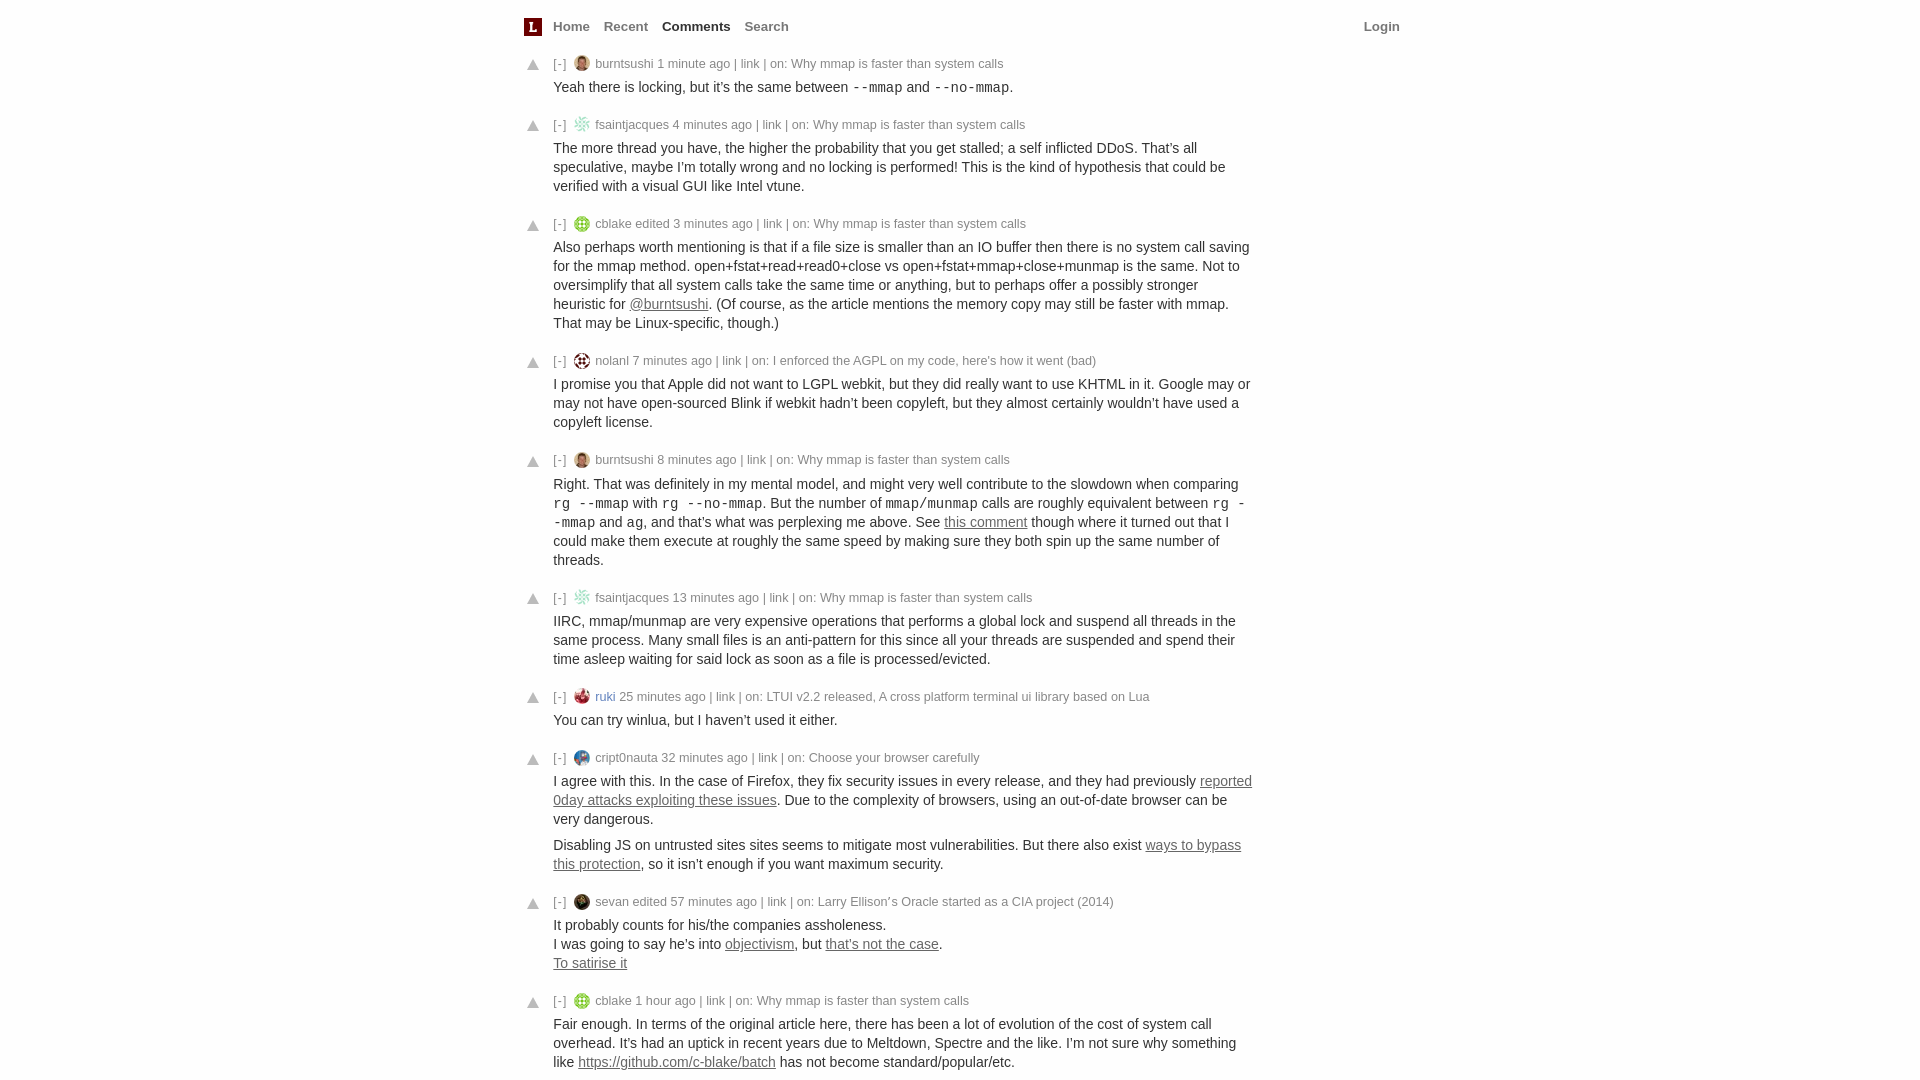 L Home Recent Comments Search Login
[-] burntsushi 1 minute ago | link | on: Why mmap is faster than system calls
Yeah there is locking, but it’s the same between --mmap and --no-mmap.
[-] fsaintjacques 4 minutes ago | link | on: Why mmap is faster than system calls
The more thread you have, the higher the probability that you get stalled; a self inflicted DDoS. That’s all
speculative, maybe I’m totally wrong and no locking is performed! This is the kind of hypothesis that could be
verified with a visual GUI like Intel vtune.
[-] cblake edited 3 minutes ago | link | on: Why mmap is faster than system calls
Also perhaps worth mentioning is that if a file size is smaller than an IO buffer then there is no system call saving
for the mmap method. open+fstat+read+read0+close vs open+fstat+mmap+close+munmap is the same. Not to
oversimplify that all system calls take the same time or anything, but to perhaps offer a possibly stronger
heuristic for @burntsushi. (Of course, as the article mentions the memory copy may still be faster with mmap.
That may be Linux-specific, though.)
[-] nolanl 7 minutes ago | link | on: I enforced the AGPL on my code, here's how it went (bad)
I promise you that Apple did not want to LGPL webkit, but they did really want to use KHTML in it. Google may or
may not have open-sourced Blink if webkit hadn’t been copyleft, but they almost certainly wouldn’t have used a
copyleft license.
[-] burntsushi 8 minutes ago | link | on: Why mmap is faster than system calls
Right. That was definitely in my mental model, and might very well contribute to the slowdown when comparing
rg --mmap with rg --no-mmap. But the number of mmap/munmap calls are roughly equivalent between rg -
-mmap and ag, and that’s what was perplexing me above. See this comment though where it turned out that I
could make them execute at roughly the same speed by making sure they both spin up the same number of
threads.
[-] fsaintjacques 13 minutes ago | link | on: Why mmap is faster than system calls
IIRC, mmap/munmap are very expensive operations that performs a global lock and suspend all threads in the
same process. Many small files is an anti-pattern for this since all your threads are suspended and spend their
time asleep waiting for said lock as soon as a file is processed/evicted.
[-] ruki 25 minutes ago | link | on: LTUI v2.2 released, A cross platform terminal ui library based on Lua
You can try winlua, but I haven’t used it either.
[-] cript0nauta 32 minutes ago | link | on: Choose your browser carefully
I agree with this. In the case of Firefox, they fix security issues in every release, and they had previously reported
0day attacks exploiting these issues. Due to the complexity of browsers, using an out-of-date browser can be
very dangerous.
Disabling JS on untrusted sites sites seems to mitigate most vulnerabilities. But there also exist ways to bypass
this protection, so it isn’t enough if you want maximum security.
[-] sevan edited 57 minutes ago | link | on: Larry Ellison's Oracle started as a CIA project (2014)
It probably counts for his/the companies assholeness.
I was going to say he’s into objectivism, but that’s not the case.
To satirise it
[-] cblake 1 hour ago | link | on: Why mmap is faster than system calls
Fair enough. In terms of the original article here, there has been a lot of evolution of the cost of system call
overhead. It’s had an uptick in recent years due to Meltdown, Spectre and the like. I’m not sure why something
like https://github.com/c-blake/batch has not become standard/popular/etc.